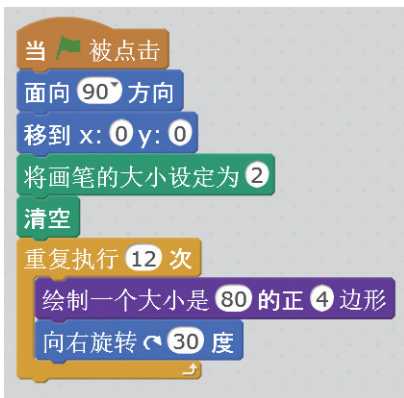 当 被点击
面向 90 方向
移到 x: 0 y: 0
将画笔的大小设定为 2
清空
重复执行 12 次
绘制一个大小是 80 的正 4 边形
向右旋转 30 度